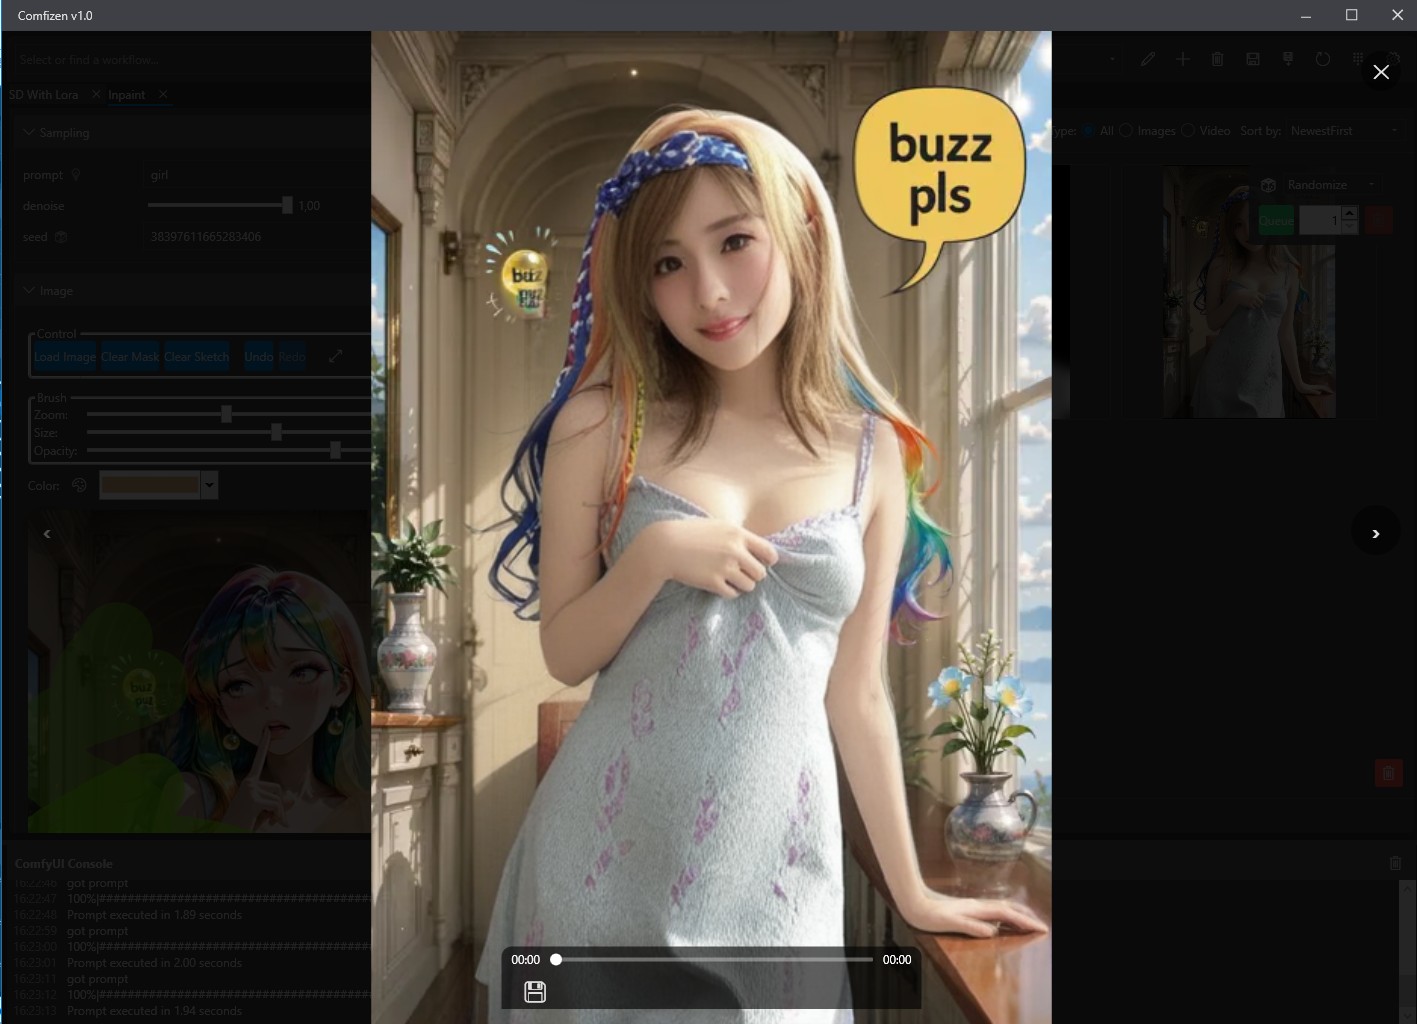 Comfizen v1.0
Select or find a workflow...
SD With Lora
Inpaint
Type:
All
Images
Video
Sort by:
NewestFirst
Sampling
prompt
girl
denoise
1,00
seed
38397611665283406
Randomize
Queue
1
Image
Control
Load Image
Clear Mask
Clear Sketch
Undo
Redo
Brush
Zoom:
Size:
Opacity:
Color:
buzz
pls
buz
ComfyUI Console
16:22:46 got prompt
16:22:47 100%|######################################
16:22:48 Prompt executed in 1.89 seconds
16:22:59 got prompt
16:23:00 100%|######################################
16:23:01 Prompt executed in 2.00 seconds
16:23:11 got prompt
16:23:12 100%|######################################
16:23:13 Prompt executed in 1.94 seconds
00:00
00:00